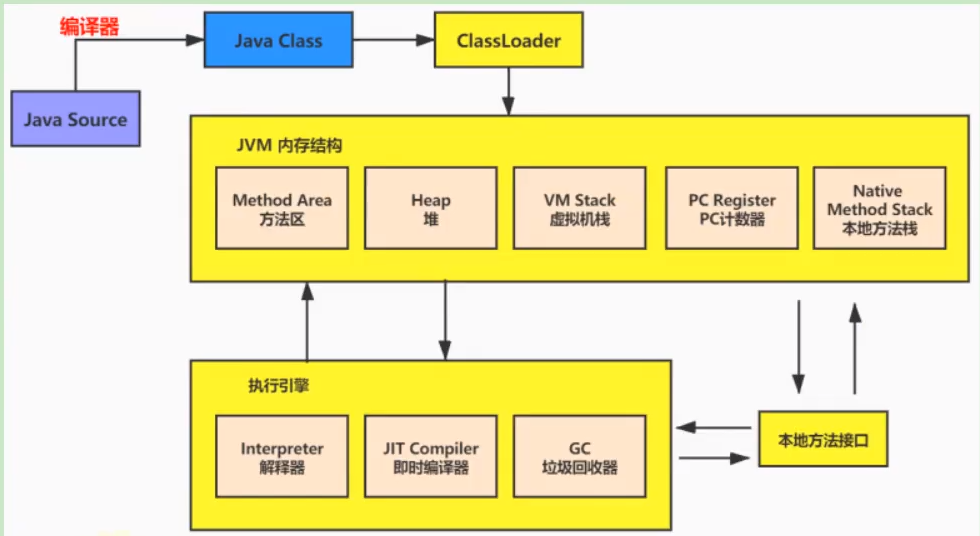 编译器
Java Class
ClassLoader
Java Source
JVM 内存结构
Method Area
方法区
Heap
堆
VM Stack
虚拟机栈
PC Register
PC计数器
Native
Method Stack
本地方法栈
执行引擎
Interpreter
解释器
JIT Compiler
即时编译器
GC
垃圾回收器
本地方法接口